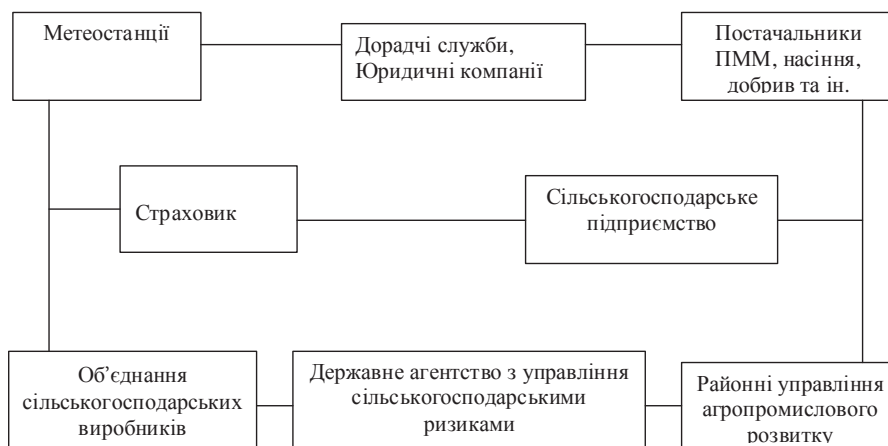 Метеостанції
Дорадчі служби,
Юридичні компанії
Постачальники
ПММ, насіння,
добрив та ін.
Страховик
Сільськогосподарське
підприємство
Об’єднання
сільськогосподарських
виробників
Державне агентство з управління
сільськогосподарськими
ризиками
Районні управління
агропромислового
розвитку